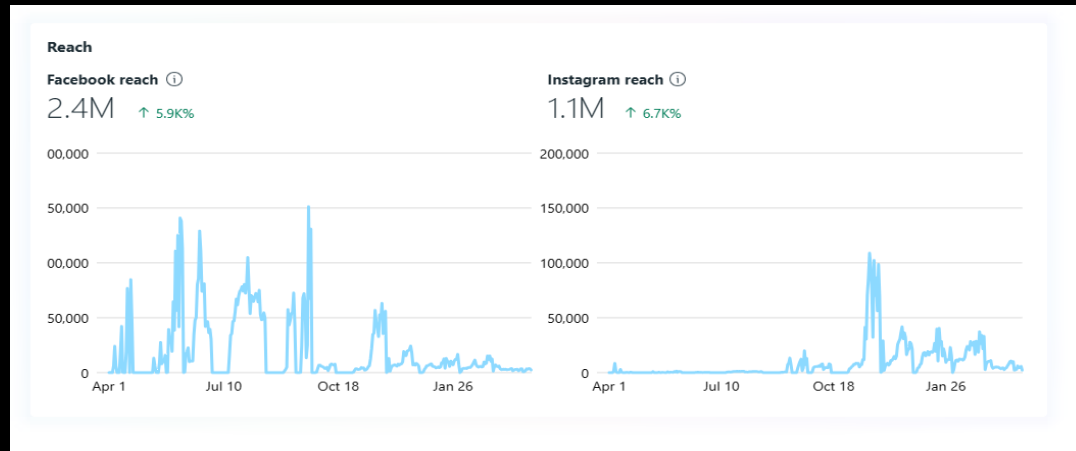 Reach
Facebook reach
2.4M ↑ 5.9K%
00,000
50,000
00,000
50,000
0
Apr 1 Jul 10 Oct 18 Jan 26
Instagram reach
1.1M ↑ 6.7K%
200,000
150,000
100,000
50,000
0
Apr 1 Jul 10 Oct 18 Jan 26